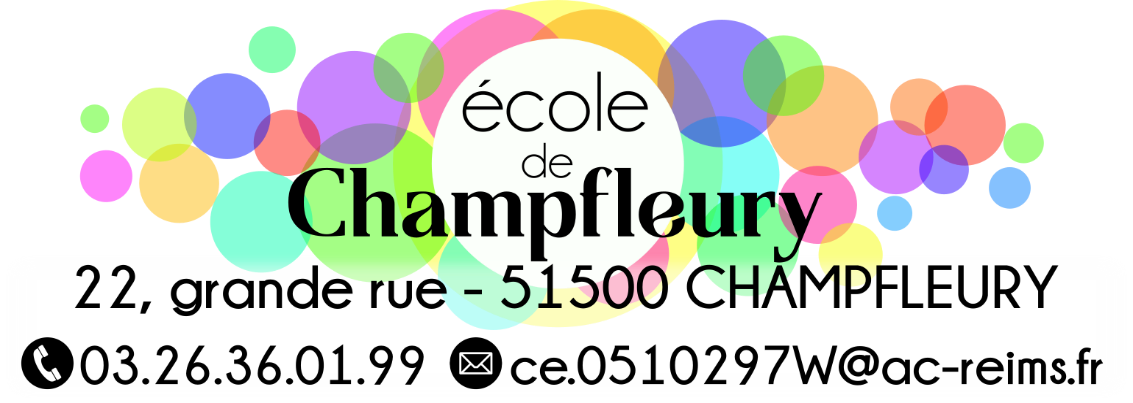 école
de
Champfleury
22, grande rue - 51500 CHAMPFLEURY
03.26.36.01.99 ce.0510297W@ac-reims.fr